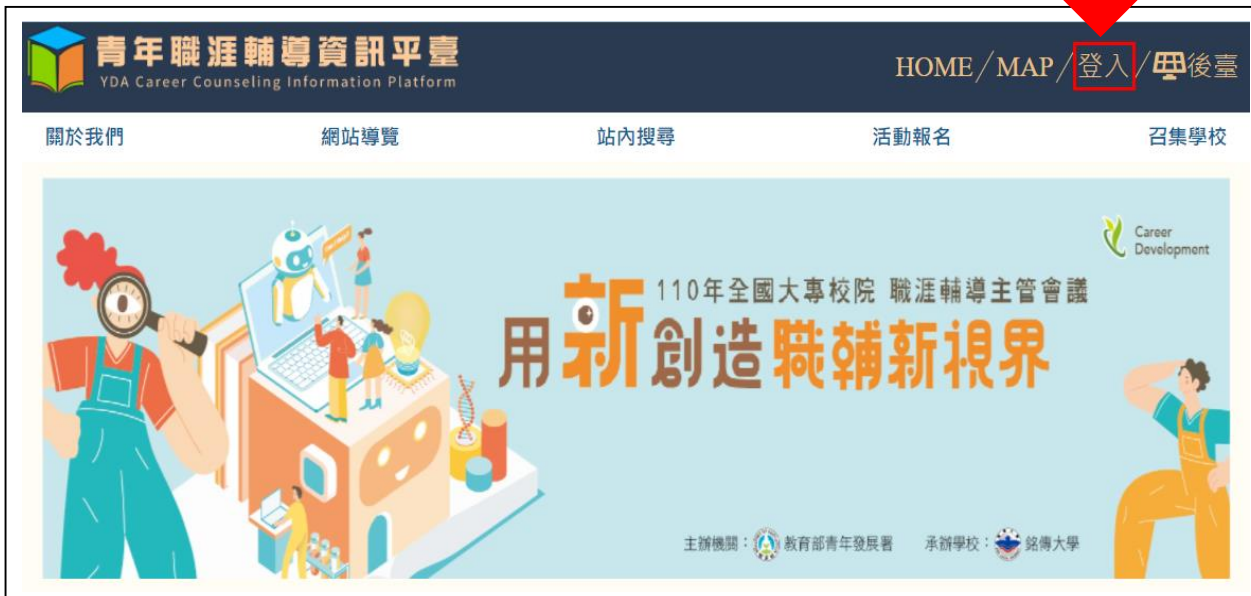 青年職涯輔導資訊平臺
YDA Career Counseling Information Platform
HOME/MAP/登入/後臺
關於我們 網站導覽 站內搜尋 活動報名 召集學校
Career
Development
110年全國大專校院 職涯輔導主管會議
用新創造職輔新視界
主辦機關：教育部青年發展署 承辦學校：銘傳大學